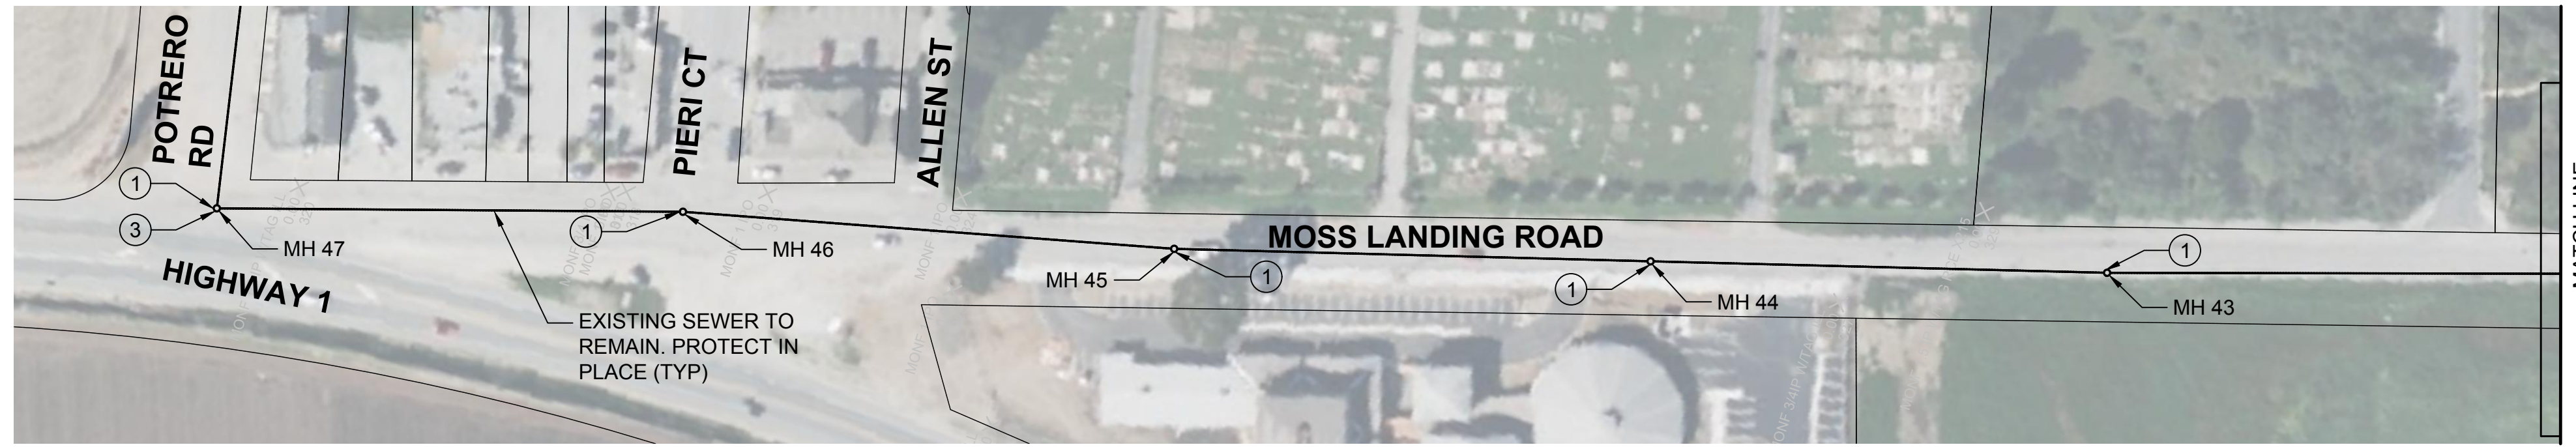 POTRERO
RD
PIERI CT
ALLEN ST
1
3
MH 47
1
MH 46
MOSS LANDING ROAD
MH 45
1
1
MH 44
1
MH 43
HIGHWAY 1
EXISTING SEWER TO
REMAIN. PROTECT IN
PLACE (TYP)